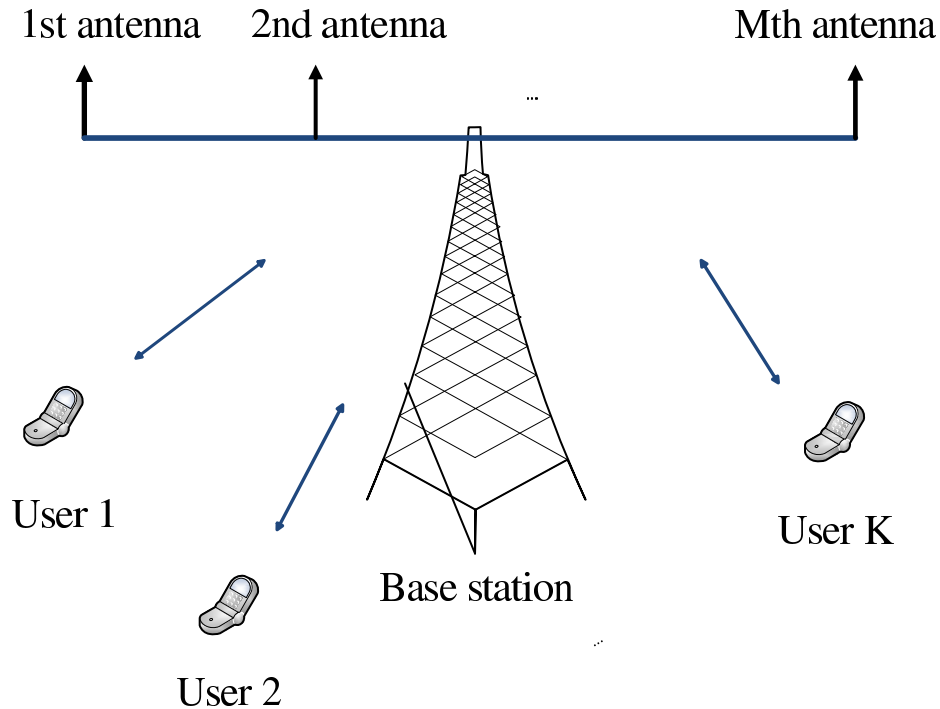 1st antenna
2nd antenna
Mth antenna
...
User 1
User K
Base station
...
User 2